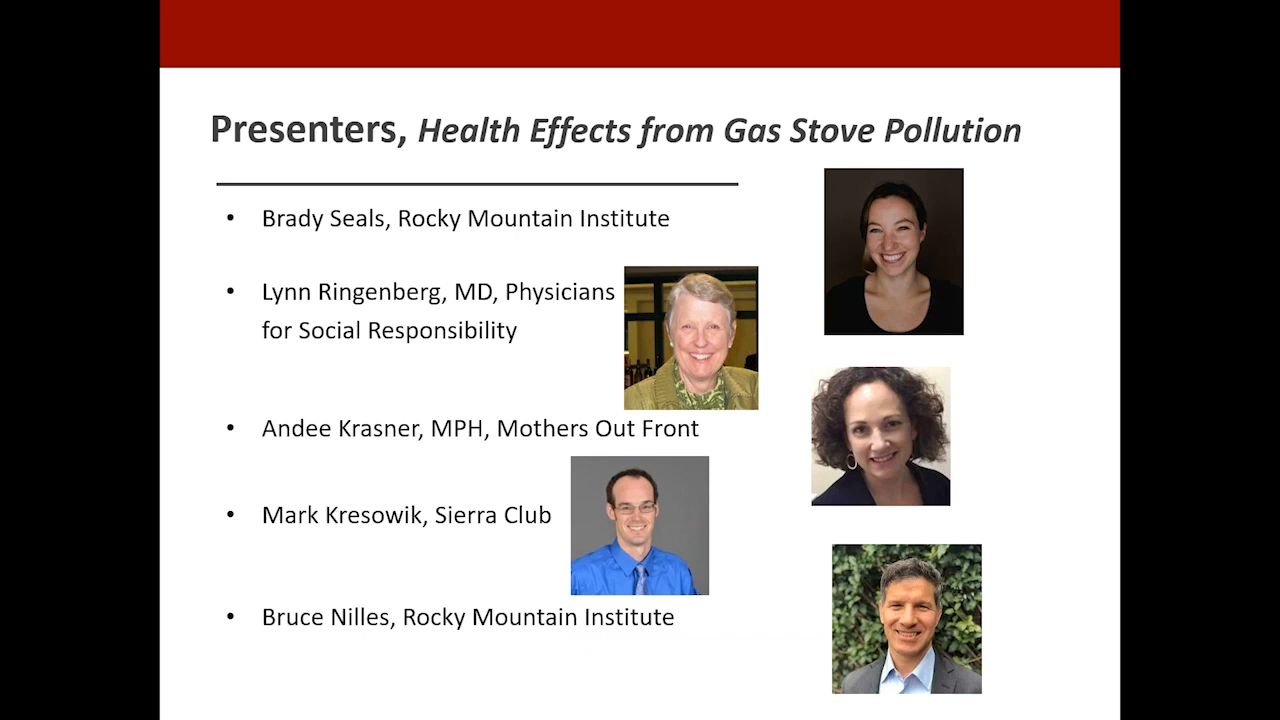 Presenters, Health Effects from Gas Stove Pollution
• Brady Seals, Rocky Mountain Institute
• Lynn Ringenberg, MD, Physicians
for Social Responsibility
• Andee Krasner, MPH, Mothers Out Front
• Mark Kresowik, Sierra Club
• Bruce Nilles, Rocky Mountain Institute